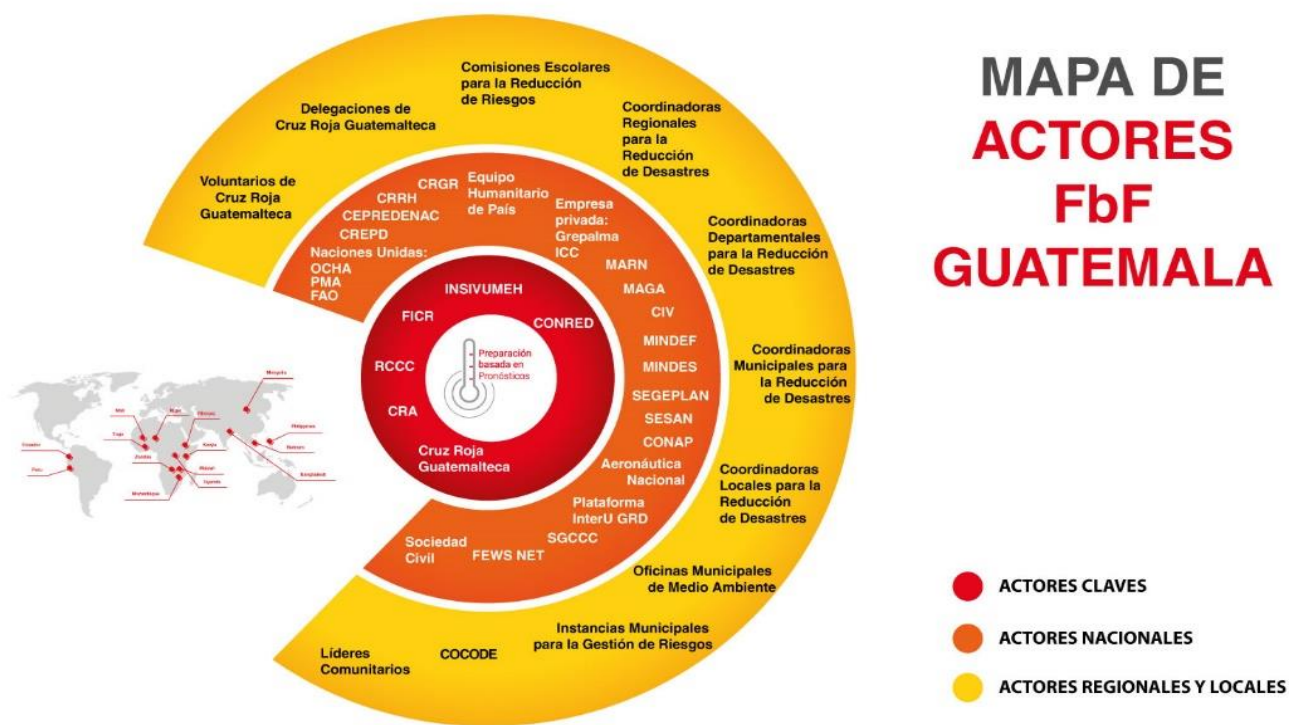 MAPA DE
ACTORES
FbF
GUATEMALA
Comisiones Escolares
para la Reducción
de Riesgos
Delegaciones de
Cruz Roja Guatemalteca
Voluntarios de
Cruz Roja
Guatemalteca
Coordinadoras
Regionales
para la
Reducción
de Desastres
Coordinadoras
Departamentales
para la Reducción
de Desastres
Coordinadoras
Municipales para
la Reducción
de Desastres
Coordinadoras
Locales para la
Reducción
de Desastres
Oficinas Municipales
de Medio Ambiente
Instancias Municipales
para la Gestión de Riesgos
COCODE
Líderes
Comunitarios
Naciones Unidas:
OCHA
PMA
FAO
CREPD
CEPREDENAC
CRRH
CRGR
Equipo
Humanitario
de País
Empresa
privada:
Grepalma
ICC
MARN
MAGA
CIV
MINDEF
MINDES
SEGEPLAN
SESAN
CONAP
Aeronáutica
Nacional
Plataforma
InterU GRD
SGCCC
FEWS NET
Sociedad
Civil
INSIVUMEH
FICR
CONRED
RCCC
CRA
Cruz Roja
Guatemalteca
Preparación
basada en
Pronósticos
Mongolia
Philippines
Bangladesh
Peru
Mozambique
ACTORES CLAVES
ACTORES NACIONALES
ACTORES REGIONALES Y LOCALES